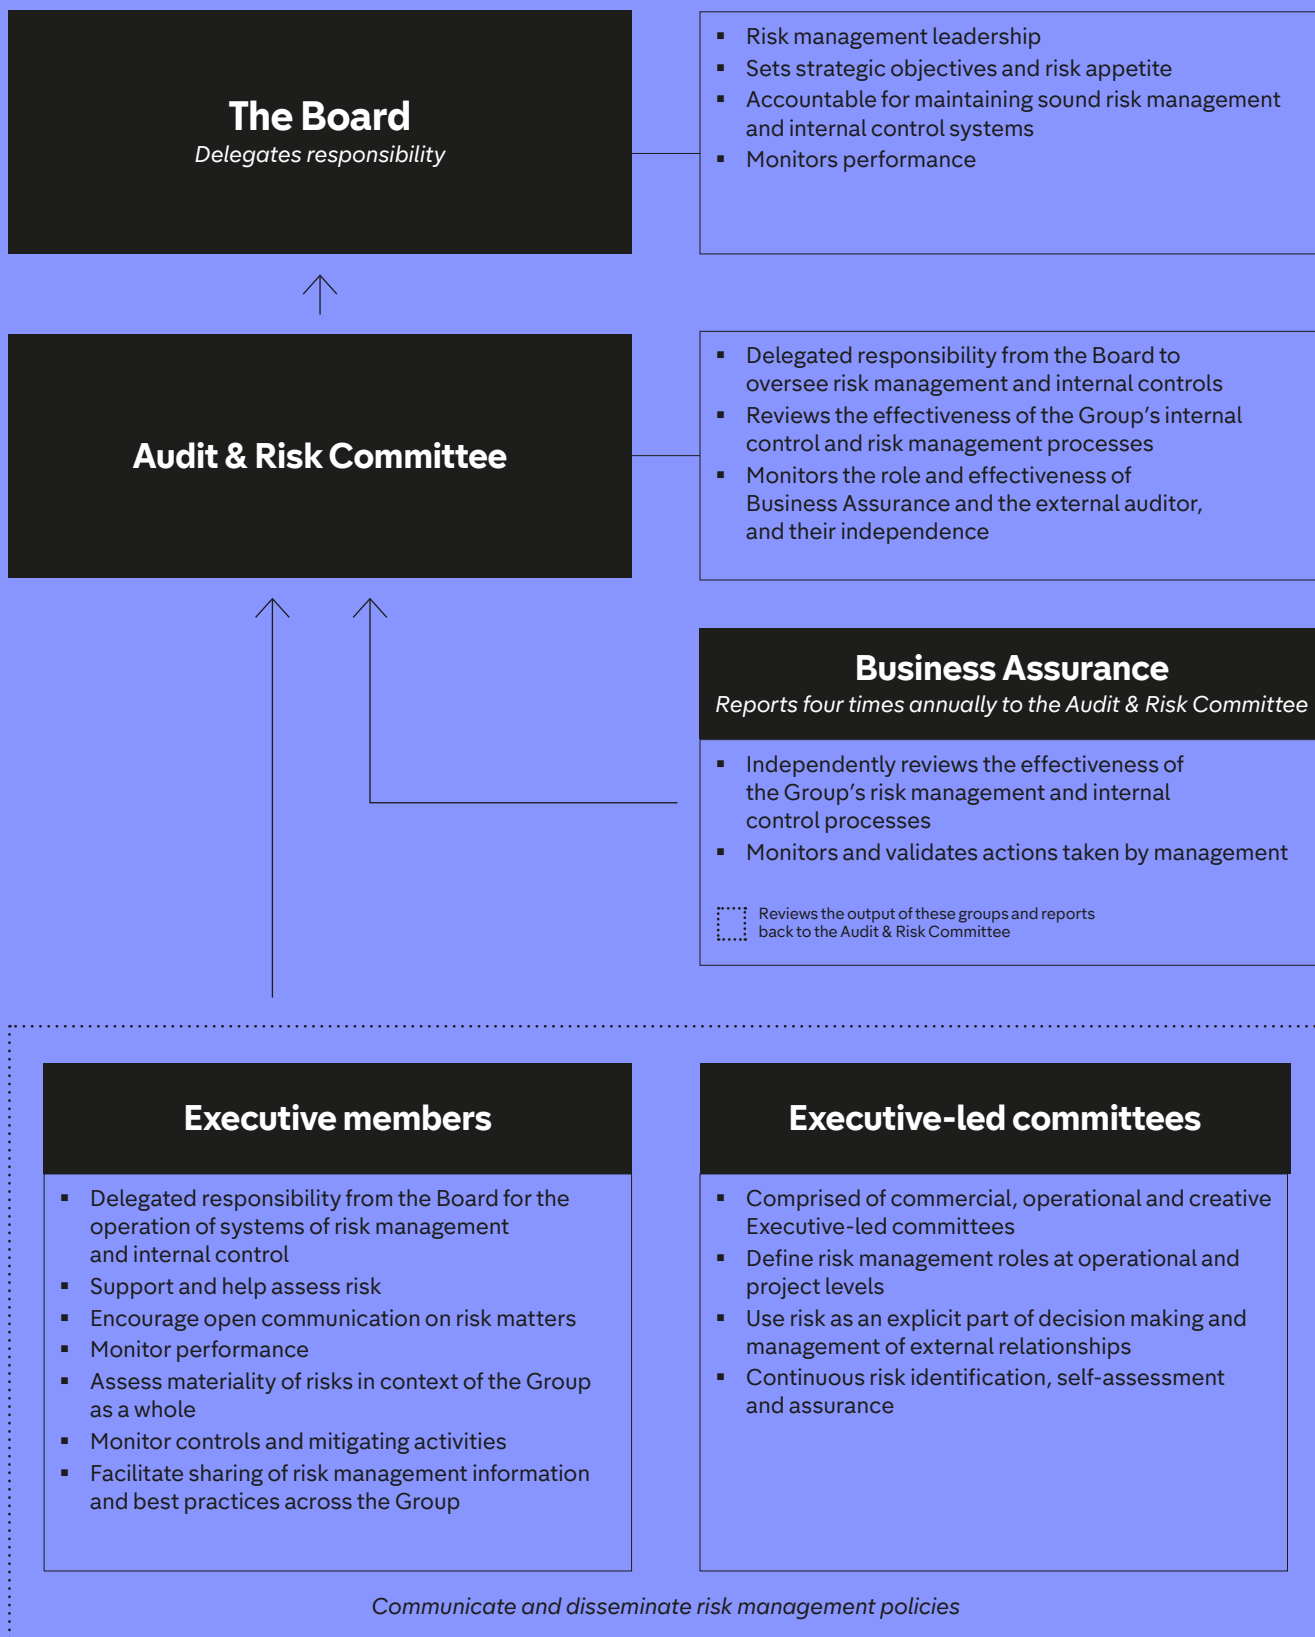 The Board
Delegates responsibility
▪ Risk management leadership
▪ Sets strategic objectives and risk appetite
▪ Accountable for maintaining sound risk management
and internal control systems
▪ Monitors performance
Audit & Risk Committee
▪ Delegated responsibility from the Board to
oversee risk management and internal controls
▪ Reviews the effectiveness of the Group’s internal
control and risk management processes
▪ Monitors the role and effectiveness of
Business Assurance and the external auditor,
and their independence
Business Assurance
Reports four times annually to the Audit & Risk Committee
▪ Independently reviews the effectiveness of
the Group’s risk management and internal
control processes
▪ Monitors and validates actions taken by management
Reviews the output of these groups and reports
back to the Audit & Risk Committee
Executive members
▪ Delegated responsibility from the Board for the
operation of systems of risk management
and internal control
▪ Support and help assess risk
▪ Encourage open communication on risk matters
▪ Monitor performance
▪ Assess materiality of risks in context of the Group
as a whole
▪ Monitor controls and mitigating activities
▪ Facilitate sharing of risk management information
and best practices across the Group
Executive-led committees
▪ Comprised of commercial, operational and creative
Executive-led committees
▪ Define risk management roles at operational and
project levels
▪ Use risk as an explicit part of decision making and
management of external relationships
▪ Continuous risk identification, self-assessment
and assurance
Communicate and disseminate risk management policies